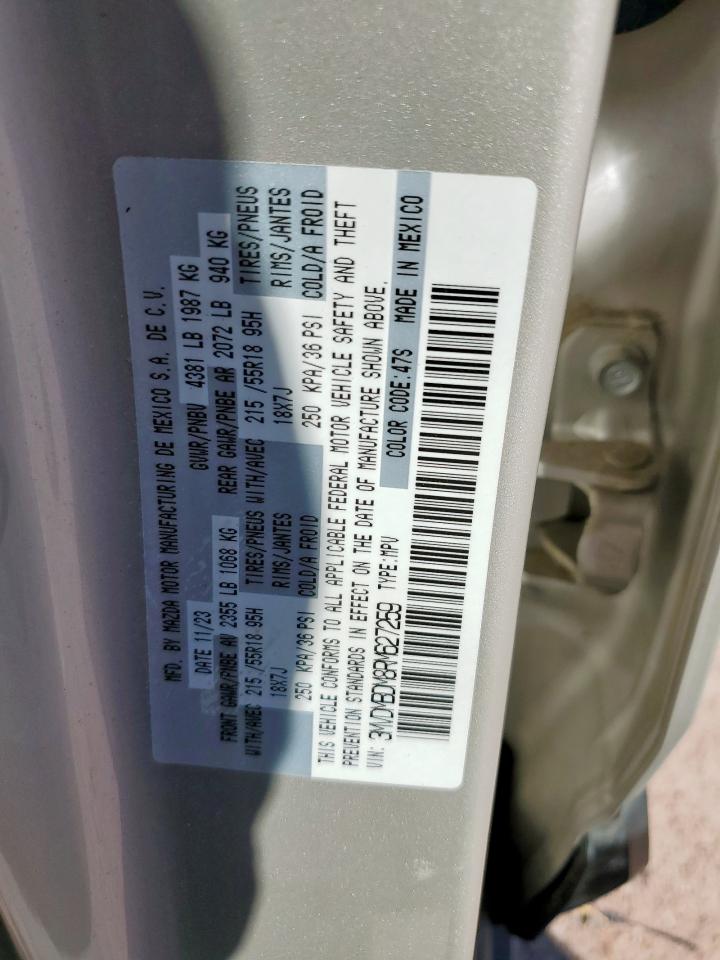 MFD. BY MAZDA MOTOR MANUFACTURING DE MEXICO S.A. DE C.V.
DATE 11/23 GVWR/PNBV 4381 LB 1987 KG
FRONT GAWR/PNBE AV 2355 LB 1068 KG REAR GAWR/PNBE AR 2072 LB 940 KG
WITH/AVEC 215 /55R18 95H TIRES/PNEUS WITH/AVEC 215 /55R18 95H TIRES/PNEUS
18X7J RIMS/JANTES 18X7J RIMS/JANTES
250 KPA/36 PSI COLD/A FROID 250 KPA/36 PSI COLD/A FROID
THIS VEHICLE CONFORMS TO ALL APPLICABLE FEDERAL MOTOR VEHICLE SAFETY AND THEFT
PREVENTION STANDARDS IN EFFECT ON THE DATE OF MANUFACTURE SHOWN ABOVE.
VIN: 3MVDMBDM8RM627259 TYPE:MPV COLOR CODE:47S MADE IN MEXICO